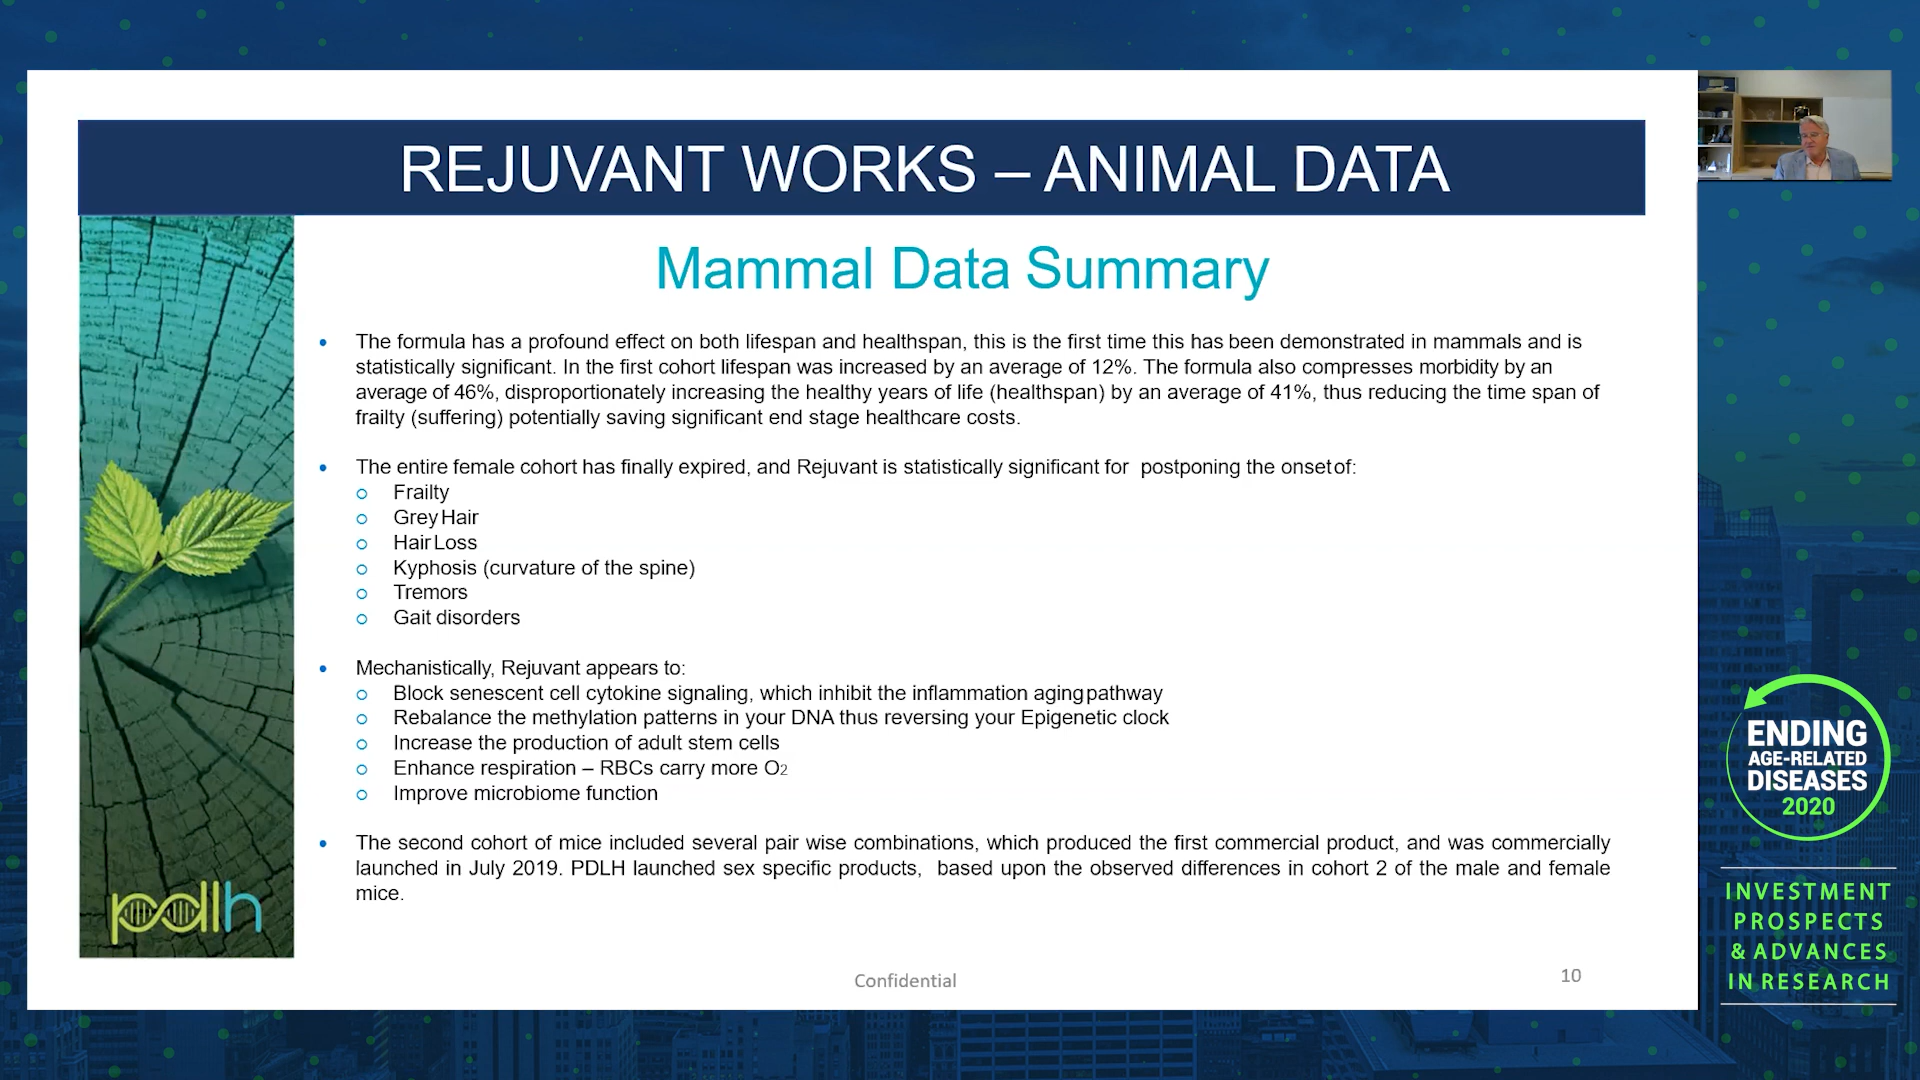 REJUVANT WORKS – ANIMAL DATA
Mammal Data Summary
• The formula has a profound effect on both lifespan and healthspan, this is the first time this has been demonstrated in mammals and is
statistically significant. In the first cohort lifespan was increased by an average of 12%. The formula also compresses morbidity by an
average of 46%, disproportionately increasing the healthy years of life (healthspan) by an average of 41%, thus reducing the time span of
frailty (suffering) potentially saving significant end stage healthcare costs.
• The entire female cohort has finally expired, and Rejuvant is statistically significant for postponing the onset of:
o Frailty
o Grey Hair
o Hair Loss
o Kyphosis (curvature of the spine)
o Tremors
o Gait disorders
• Mechanistically, Rejuvant appears to:
o Block senescent cell cytokine signaling, which inhibit the inflammation aging pathway
o Rebalance the methylation patterns in your DNA thus reversing your Epigenetic clock
o Increase the production of adult stem cells
o Enhance respiration – RBCs carry more O2
o Improve microbiome function
• The second cohort of mice included several pair wise combinations, which produced the first commercial product, and was commercially
launched in July 2019. PDLH launched sex specific products, based upon the observed differences in cohort 2 of the male and female
mice.
pdlh
Confidential
10
ENDING
AGE-RELATED
DISEASES
2020
INVESTMENT
PROSPECTS
& ADVANCES
IN RESEARCH